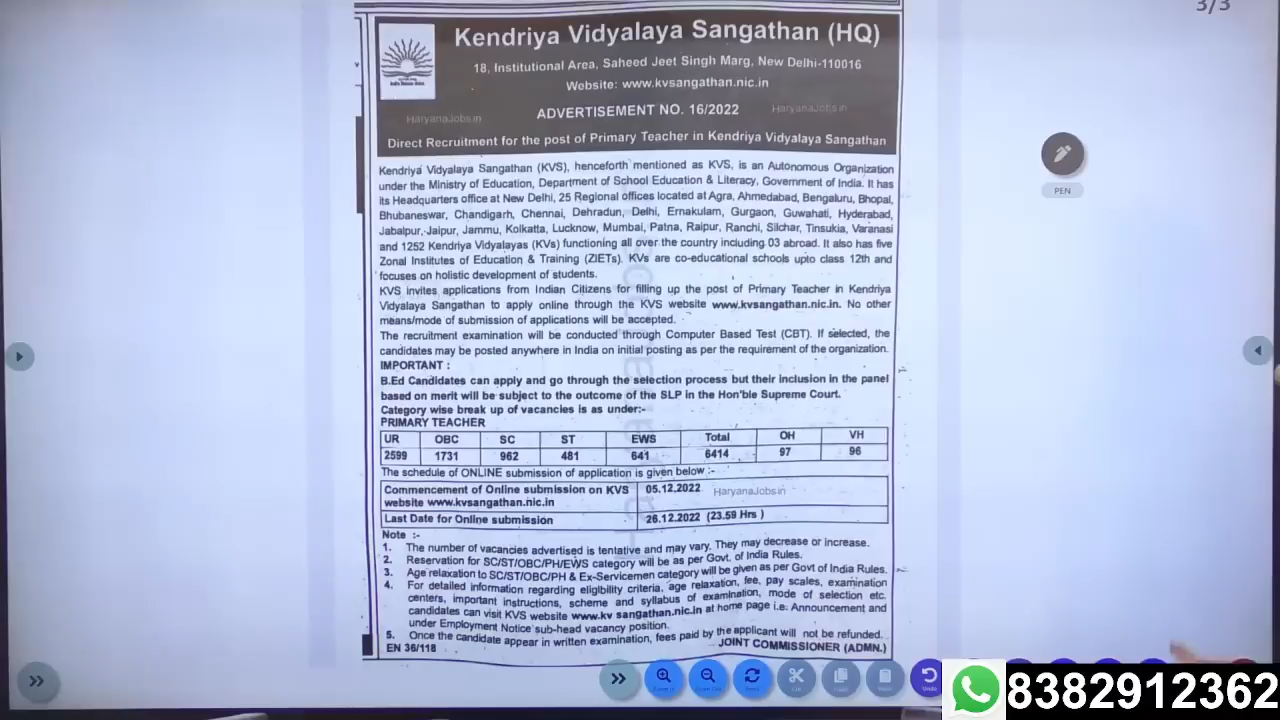 3/3
Kendriya Vidyalaya Sangathan (HQ)
18, Institutional Area, Saheed Jeet Singh Marg, New Delhi-110016
Website: www.kvsangathan.nic.in
ADVERTISEMENT NO. 16/2022
HaryanaJobs.in
HaryanaJobs.in
Direct Recruitment for the post of Primary Teacher in Kendriya Vidyalaya Sangathan
Kendriya Vidyalaya Sangathan (KVS), henceforth mentioned as KVS, is an Autonomous Organization
under the Ministry of Education, Department of School Education & Literacy, Government of India. It has
its Headquarters office at New Delhi, 25 Regional offices located at Agra, Ahmedabad, Bengaluru, Bhopal,
Bhubaneswar, Chandigarh, Chennai, Dehradun, Delhi, Ernakulam, Gurgaon, Guwahati, Hyderabad,
Jabalpur, Jaipur, Jammu, Kolkatta, Lucknow, Mumbai, Patna, Raipur, Ranchi, Silchar, Tinsukia, Varanasi
and 1252 Kendriya Vidyalayas (KVs) functioning all over the country including 03 abroad. It also has five
Zonal Institutes of Education & Training (ZIETs). KVs are co-educational schools upto class 12th and
focuses on holistic development of students.
KVS invites applications from Indian Citizens for filling up the post of Primary Teacher in Kendriya
Vidyalaya Sangathan to apply online through the KVS website www.kvsangathan.nic.in. No other
means/mode of submission of applications will be accepted.
The recruitment examination will be conducted through Computer Based Test (CBT). If selected, the
candidates may be posted anywhere in India on initial posting as per the requirement of the organization.
IMPORTANT :
B.Ed Candidates can apply and go through the selection process but their inclusion in the panel
based on merit will be subject to the outcome of the SLP in the Hon'ble Supreme Court.
Category wise break up of vacancies is as under:-
PRIMARY TEACHER
UR OBC SC ST EWS Total OH VH
2599 1731 962 481 641 6414 97 96
The schedule of ONLINE submission of application is given below :-
Commencement of Online submission on KVS 05.12.2022 HaryanaJobs.in
website www.kvsangathan.nic.in
Last Date for Online submission 26.12.2022 (23.59 Hrs )
Note :-
1. The number of vacancies advertised is tentative and may vary. They may decrease or increase.
2. Reservation for SC/ST/OBC/PH/EWS category will be as per Govt. of India Rules.
3. Age relaxation to SC/ST/OBC/PH & Ex-Servicemen category will be given as per Govt of India Rules.
4. For detailed information regarding eligibility criteria, age relaxation, fee, pay scales, examination
centers, important instructions, scheme and syllabus of examination, mode of selection etc.
candidates can visit KVS website www.kv sangathan.nic.in at home page i.e. Announcement and
under Employment Notice sub-head vacancy position.
5. Once the candidate appear in written examination, fees paid by the applicant will not be refunded.
EN 36/118 JOINT COMMISSIONER (ADMN.)
PEN
Undo
8382912362